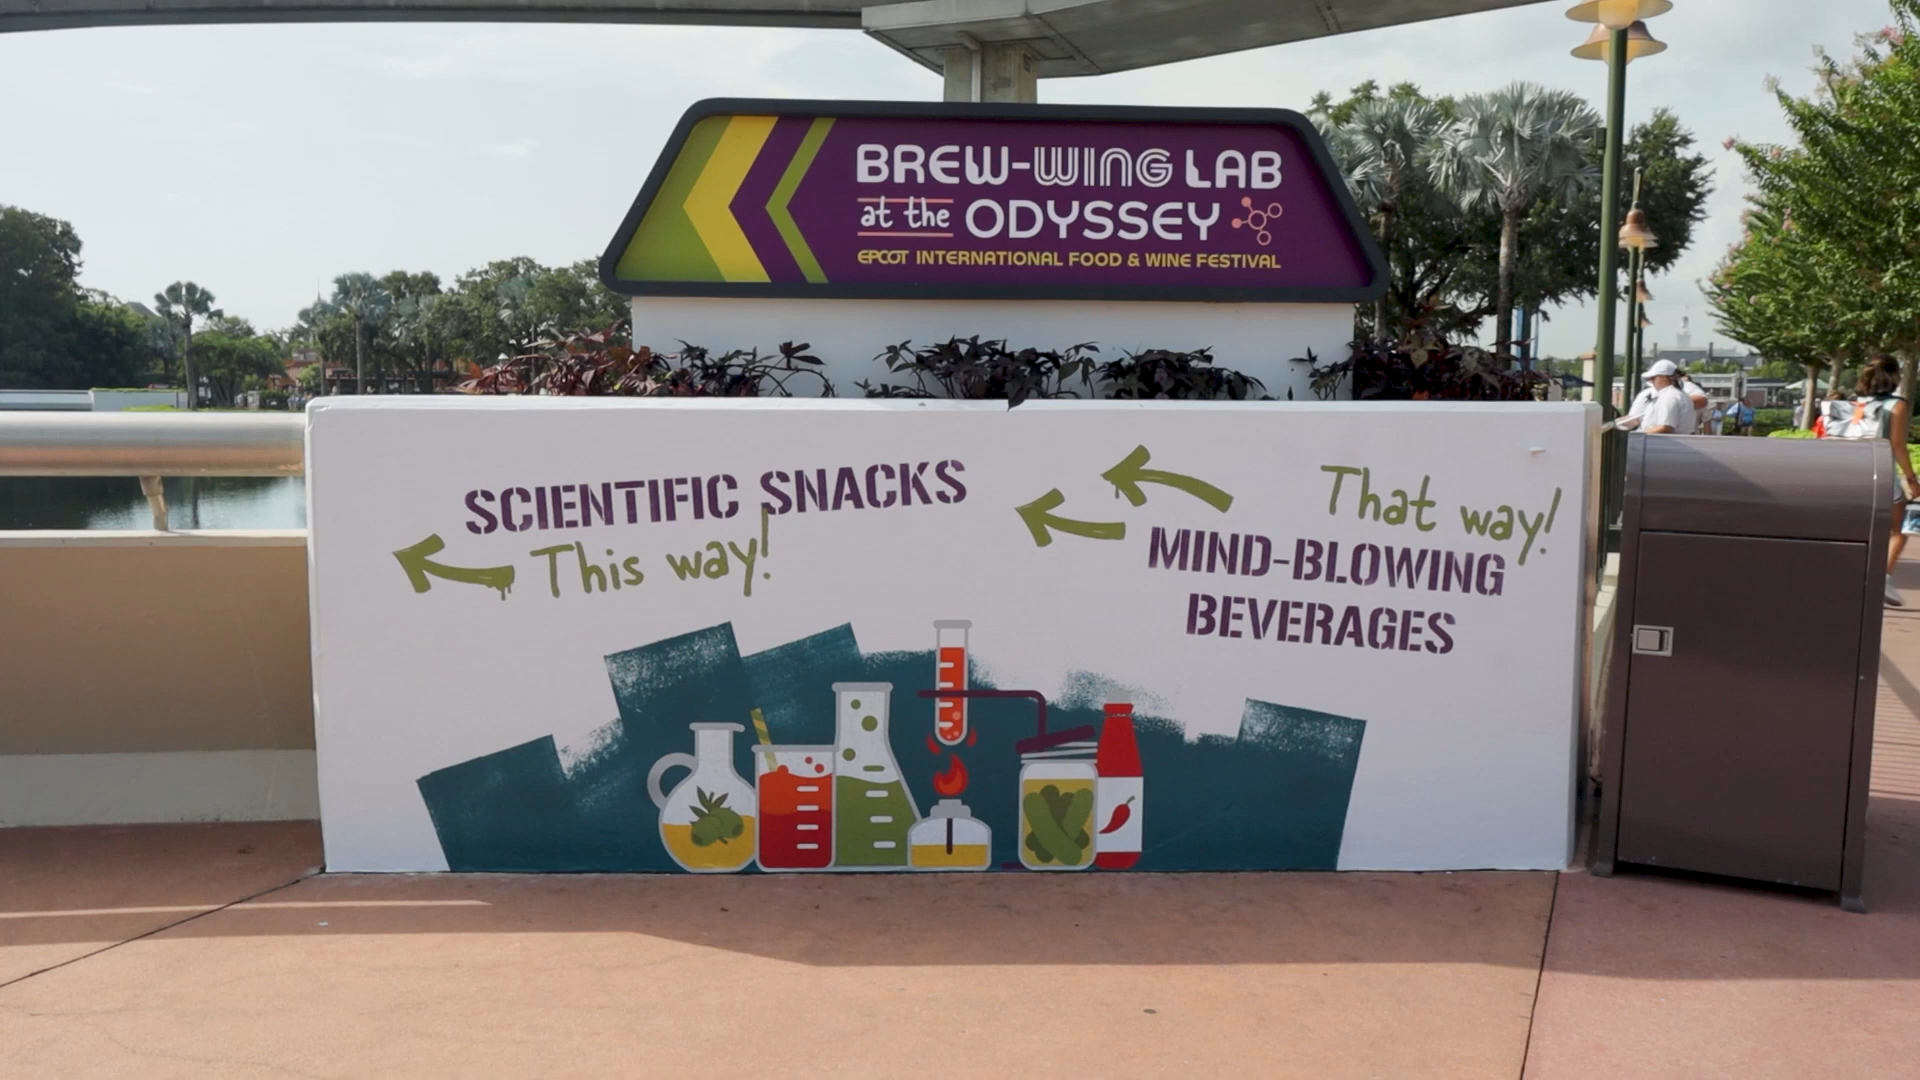 BREW-WING LAB
at the ODYSSEY
EPCOT INTERNATIONAL FOOD & WINE FESTIVAL
SCIENTIFIC SNACKS
This way!
That way!
MIND-BLOWING
BEVERAGES